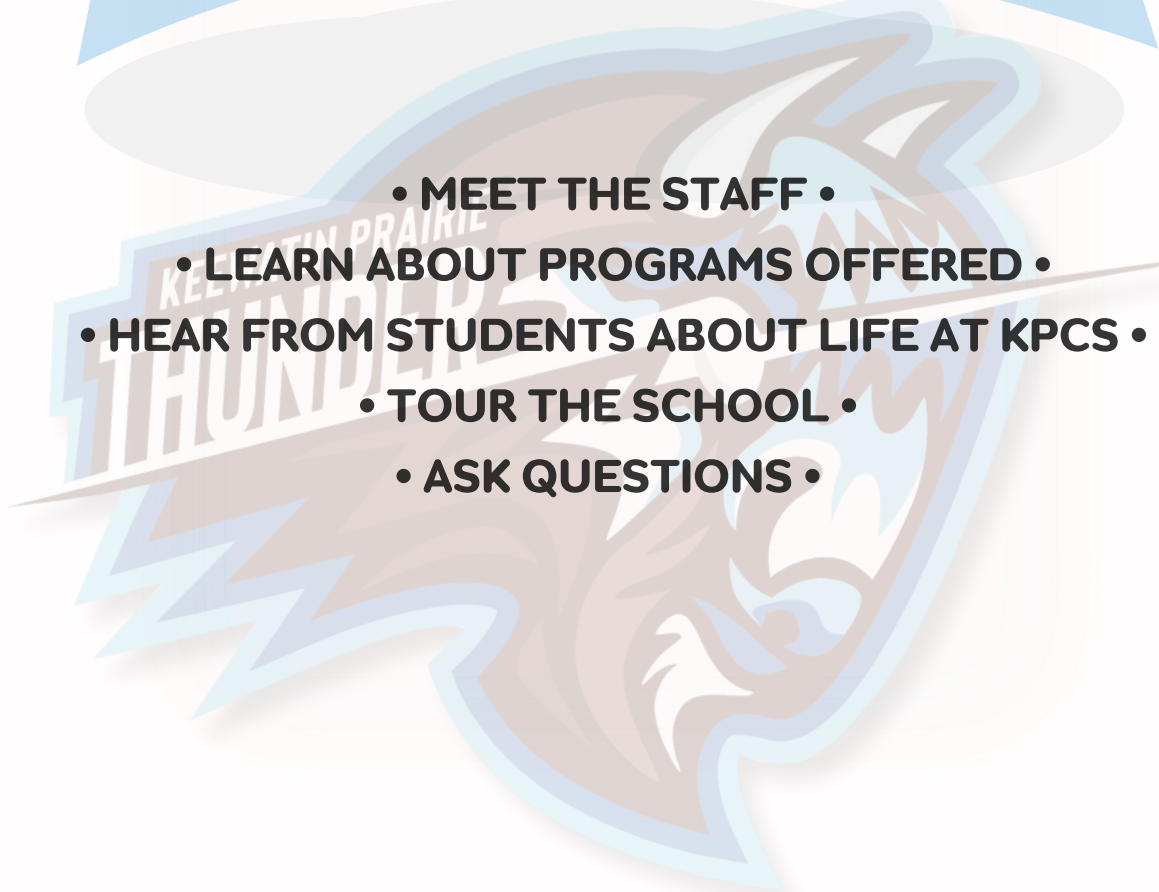 • MEET THE STAFF •
• LEARN ABOUT PROGRAMS OFFERED •
• HEAR FROM STUDENTS ABOUT LIFE AT KPCS •
• TOUR THE SCHOOL •
• ASK QUESTIONS •
KEEWATIN PRAIRIE
THUNDER